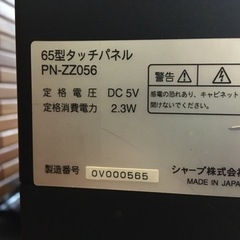 65型タッチパネル
PN-ZZ056
定格電圧 DC 5V
定格消費電力 2.3W
警告
感電の恐れあり、キャビネット
開けないでください。
製造番号 0V000565
シャープ株式会
MADE IN JAPA